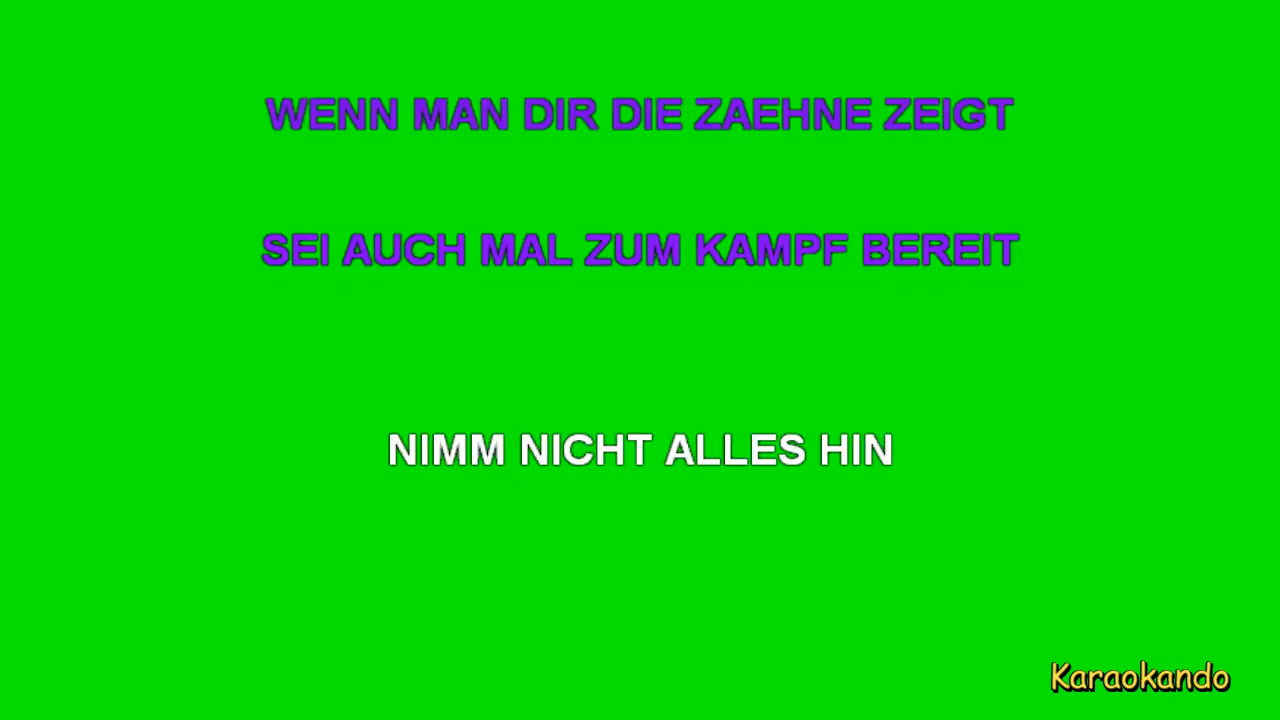 WENN MAN DIR DIE ZAEHNE ZEIGT
SEI AUCH MAL ZUM KAMPF BEREIT
NIMM NICHT ALLES HIN
Karaokando